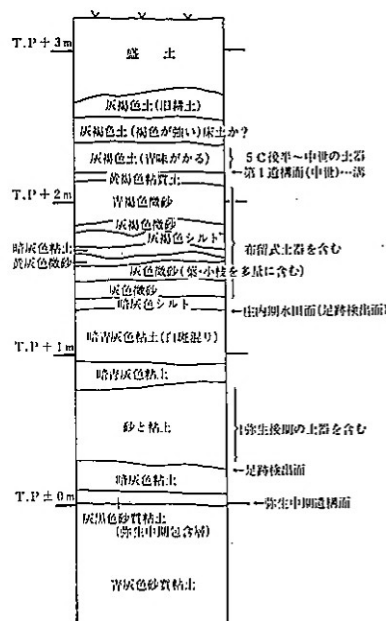 T.P+3m
盛土
灰褐色土(旧耕土)
灰褐色土(褐色が強い)床土か?
灰褐色土(青味がかる)
5C後半~中世の土器
黄褐色粘質土
←第1遺構面(中世)…溝
T.P+2m
青褐色微砂
灰褐色微砂
灰褐色シルト
暗灰色粘土
布留式土器を含む
黄灰色微砂
灰色微砂(葉・小枝を多量に含む)
灰色微砂
暗灰色シルト
←庄内期水田面(足跡検出面)
暗青灰色粘土(白斑混り)
T.P+1m
暗青灰色粘土
砂と粘土
弥生後期の土器を含む
←足跡検出面
暗灰色粘土
T.P±0m
←弥生中期遺構面
灰黒色砂質粘土
(弥生中期包含層)
青灰色砂質粘土